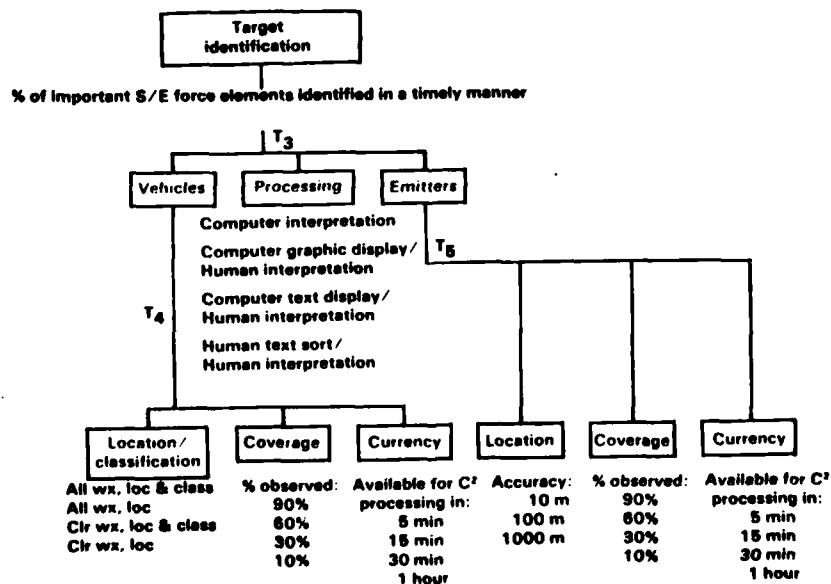 Target
identification
% of important S/E force elements identified in a timely manner
T3
Vehicles
Processing
Emitters
Computer interpretation
Computer graphic display/
Human interpretation
Computer text display/
Human interpretation
Human text sort/
Human interpretation
T4
T5
Location/
classification
All wx, loc & class
All wx, loc
Clr wx, loc & class
Clr wx, loc
Coverage
% observed:
90%
60%
30%
10%
Currency
Available for C²
processing in:
5 min
15 min
30 min
1 hour
Location
Accuracy:
10 m
100 m
1000 m
Coverage
% observed:
90%
60%
30%
10%
Currency
Available for C²
processing in:
5 min
15 min
30 min
1 hour